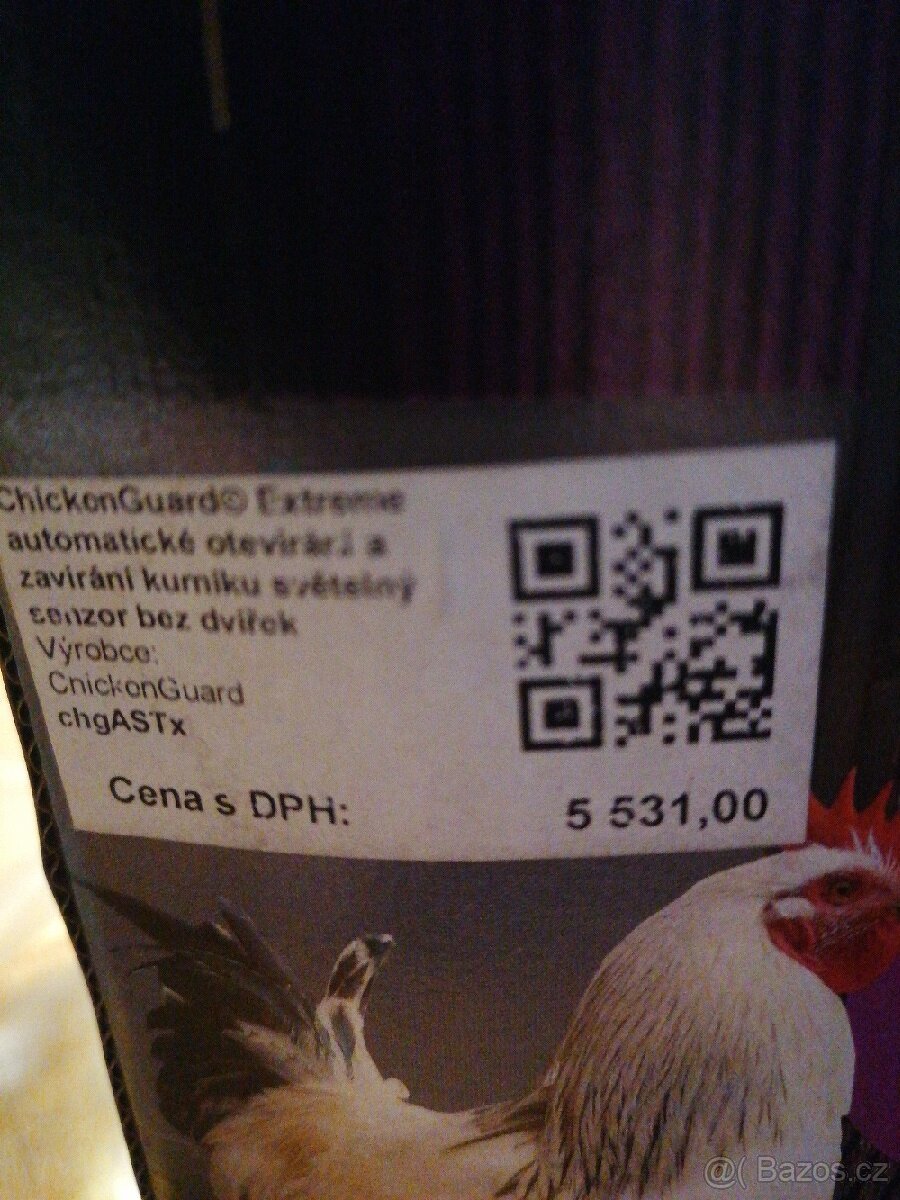 ChickenGuard© Extreme
automatické otevírání a
zavírání kurníku světelný
senzor bez dvířek
Výrobce:
ChickenGuard
chgASTx
Cena s DPH: 5 531,00
@( Bazos.cz